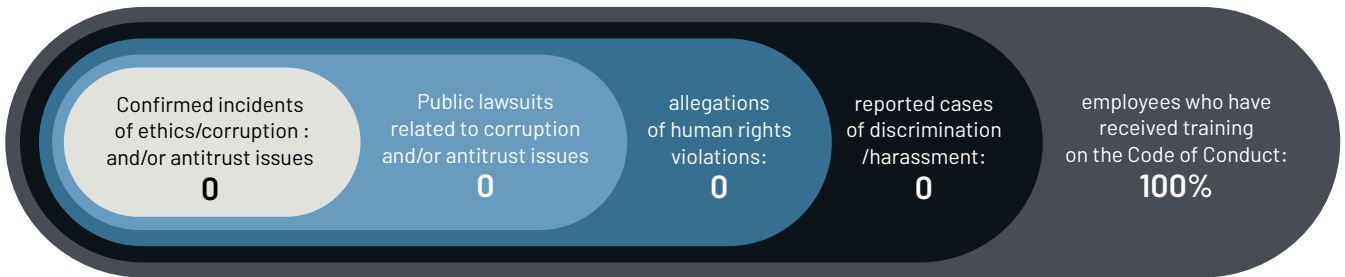 Confirmed incidents
of ethics/corruption :
and/or antitrust issues
0
Public lawsuits
related to corruption
and/or antitrust issues
0
allegations
of human rights
violations:
0
reported cases
of discrimination
/harassment:
0
employees who have
received training
on the Code of Conduct:
100%